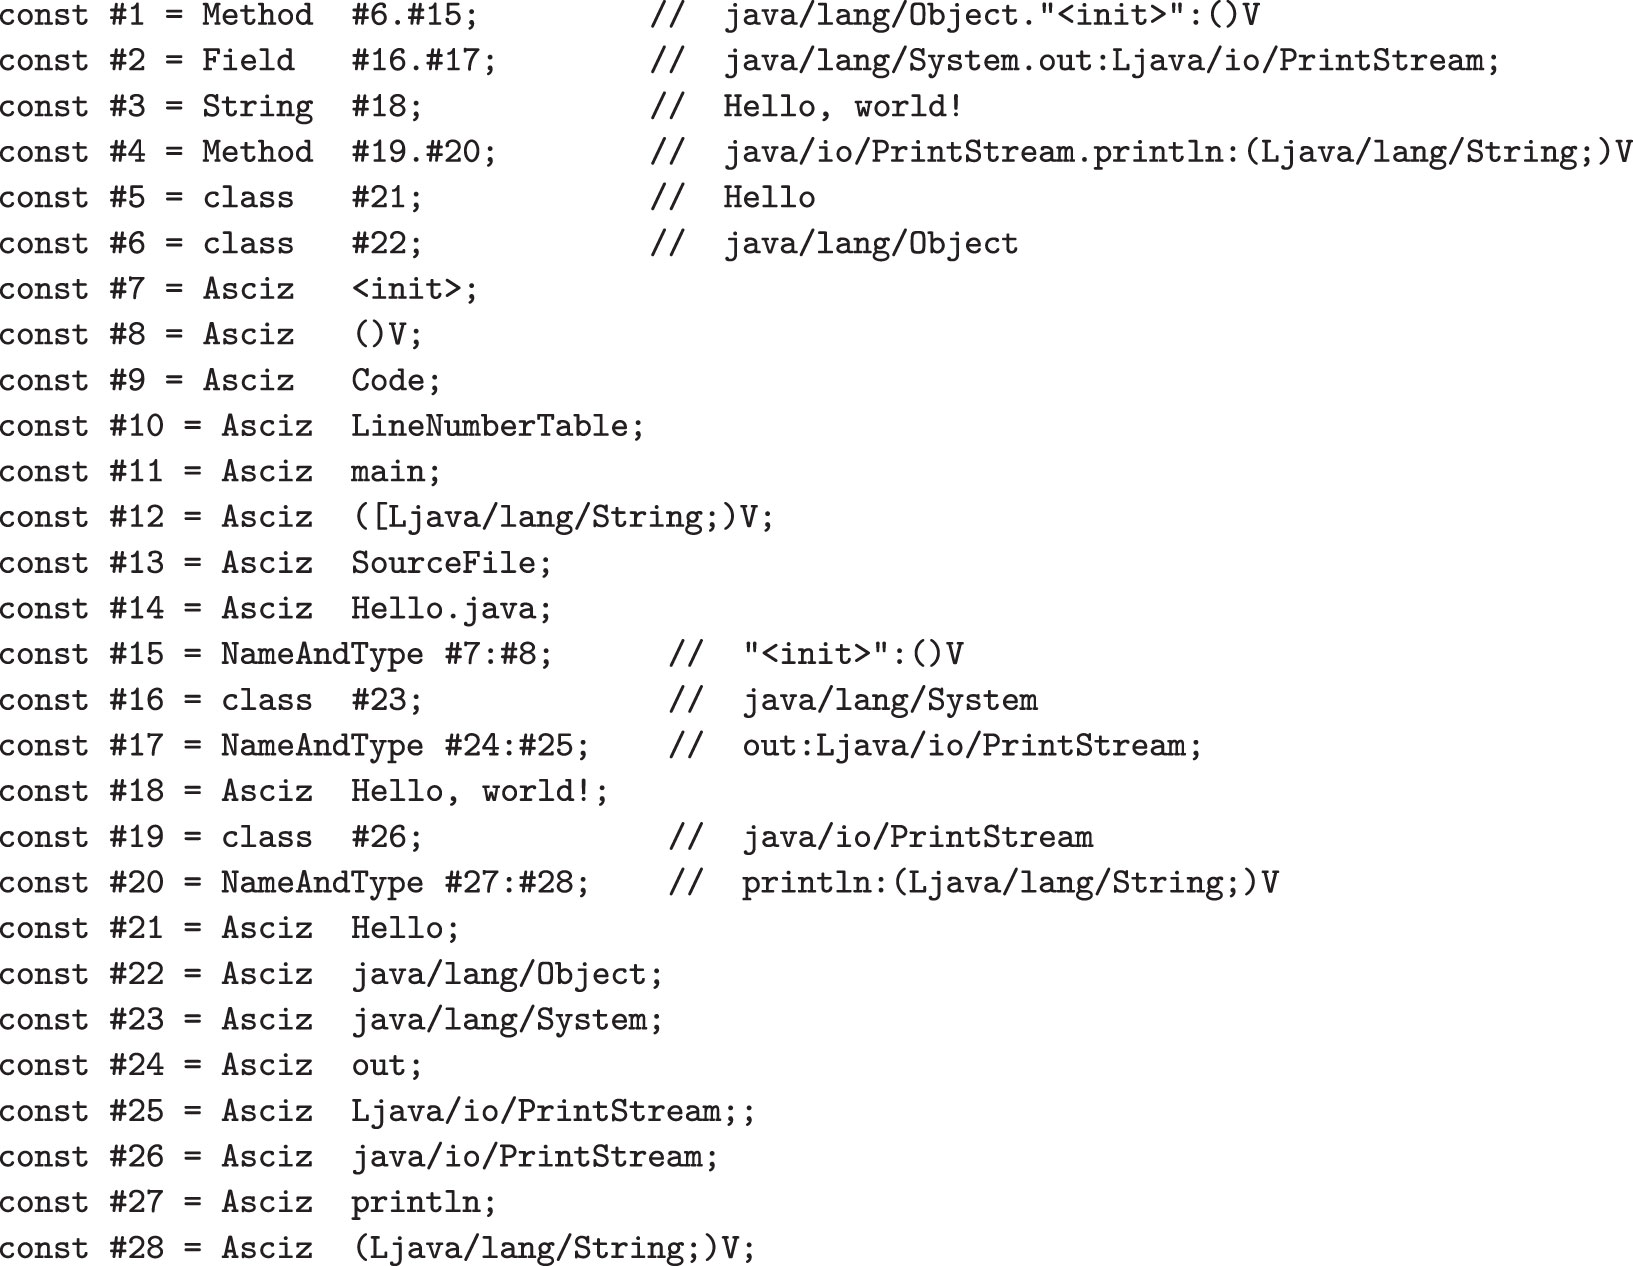 const #1 = Method  #6.#15;         //  java/lang/Object."<init>":()V
const #2 = Field   #16.#17;        //  java/lang/System.out:Ljava/io/PrintStream;
const #3 = String  #18;            //  Hello, world!
const #4 = Method  #19.#20;        //  java/io/PrintStream.println:(Ljava/lang/String;)V
const #5 = class   #21;            //  Hello
const #6 = class   #22;            //  java/lang/Object
const #7 = Asciz   <init>;
const #8 = Asciz   ()V;
const #9 = Asciz   Code;
const #10 = Asciz  LineNumberTable;
const #11 = Asciz  main;
const #12 = Asciz  ([Ljava/lang/String;)V;
const #13 = Asciz  SourceFile;
const #14 = Asciz  Hello.java;
const #15 = NameAndType #7:#8;      //  "<init>":()V
const #16 = class  #23;             //  java/lang/System
const #17 = NameAndType #24:#25;    //  out:Ljava/io/PrintStream;
const #18 = Asciz  Hello, world!;
const #19 = class  #26;             //  java/io/PrintStream
const #20 = NameAndType #27:#28;    //  println:(Ljava/lang/String;)V
const #21 = Asciz  Hello;
const #22 = Asciz  java/lang/Object;
const #23 = Asciz  java/lang/System;
const #24 = Asciz  out;
const #25 = Asciz  Ljava/io/PrintStream;;
const #26 = Asciz  java/io/PrintStream;
const #27 = Asciz  println;
const #28 = Asciz  (Ljava/lang/String;)V;